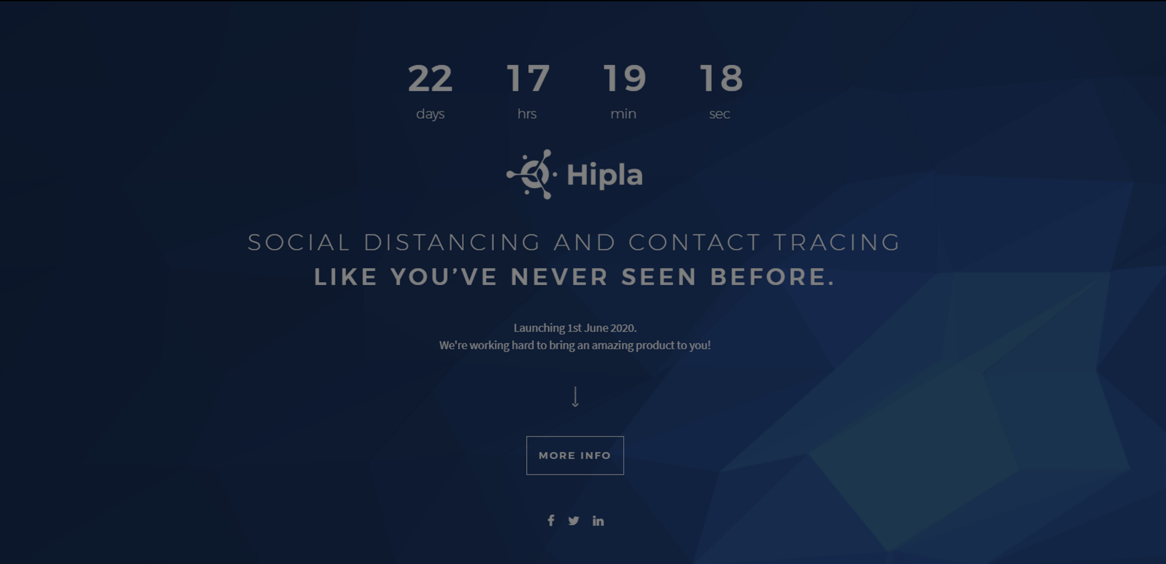 22 17 19 18
days hrs min sec
Hipla
SOCIAL DISTANCING AND CONTACT TRACING
LIKE YOU’VE NEVER SEEN BEFORE.
Launching 1st June 2020.
We're working hard to bring an amazing product to you!
MORE INFO